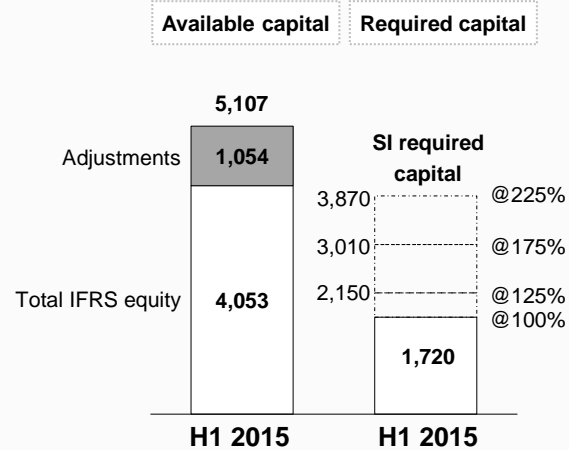 Available capital
Required capital
5,107
Adjustments
1,054
SI required
capital
3,870
@225%
3,010
@175%
Total IFRS equity
4,053
2,150
@125%
@100%
1,720
H1 2015
H1 2015